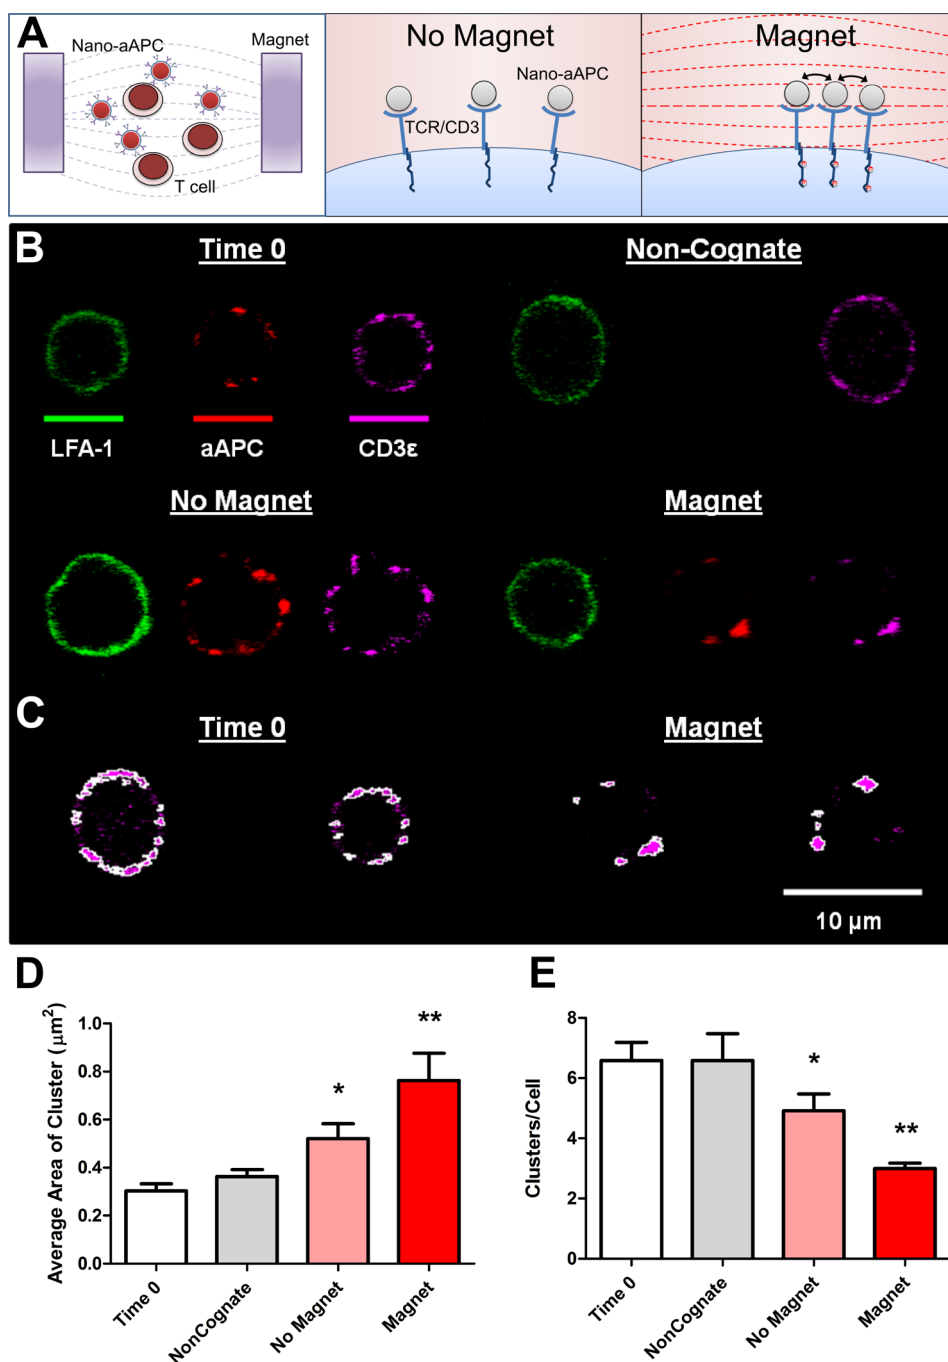 A
Nano-aAPC
Magnet
T cell
No Magnet
Nano-aAPC
TCR/CD3
Magnet
B
Time 0
Non-Cognate
LFA-1
aAPC
CD3ε
No Magnet
Magnet
C
Time 0
Magnet
10 µm
D
Average Area of Cluster (µm²)
1.0
0.8
0.6
0.4
0.2
0.0
*
**
Time 0
NonCognate
No Magnet
Magnet
E
Clusters/Cell
8
6
4
2
0
*
**
Time 0
NonCognate
No Magnet
Magnet